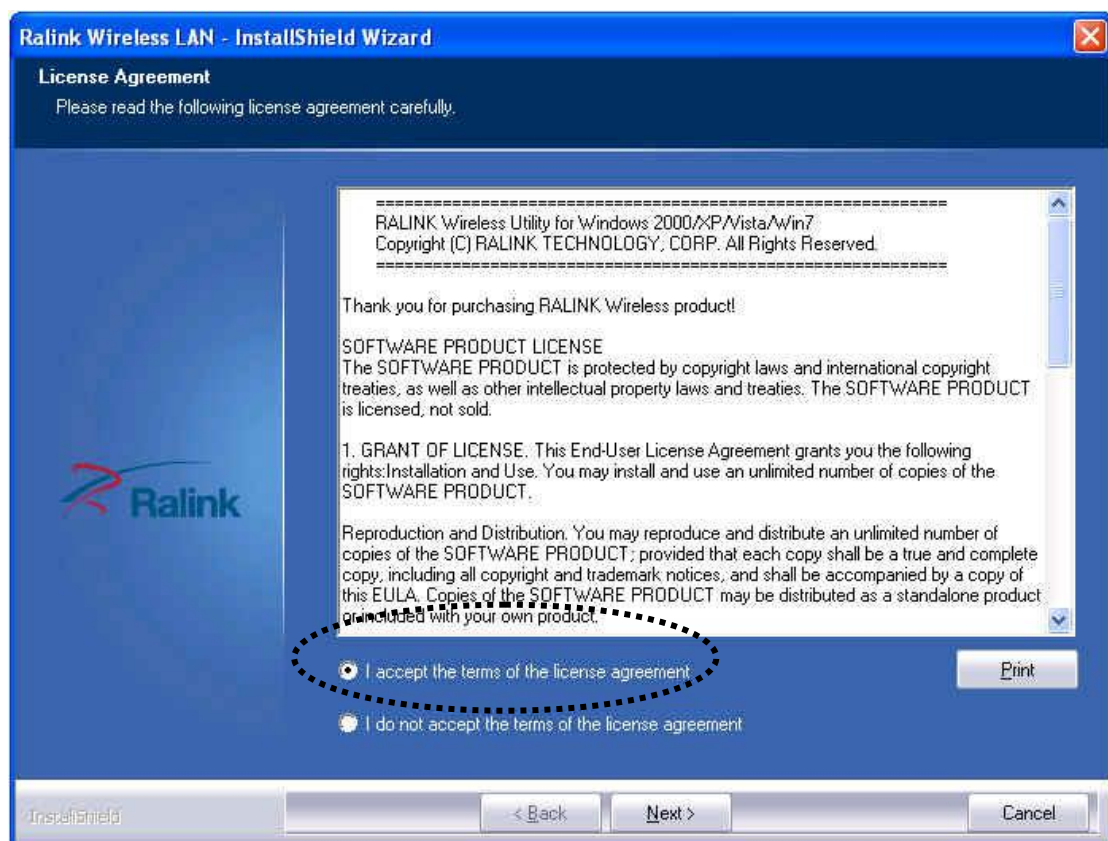 Ralink Wireless LAN - InstallShield Wizard
License Agreement
Please read the following license agreement carefully.
============================================================
RALINK Wireless Utility for Windows 2000/XP/Vista/Win7
Copyright (C) RALINK TECHNOLOGY, CORP. All Rights Reserved.
============================================================
Thank you for purchasing RALINK Wireless product!
SOFTWARE PRODUCT LICENSE
The SOFTWARE PRODUCT is protected by copyright laws and international copyright
treaties, as well as other intellectual property laws and treaties. The SOFTWARE PRODUCT
is licensed, not sold.
1. GRANT OF LICENSE. This End-User License Agreement grants you the following
rights:Installation and Use. You may install and use an unlimited number of copies of the
SOFTWARE PRODUCT.
Reproduction and Distribution. You may reproduce and distribute an unlimited number of
copies of the SOFTWARE PRODUCT; provided that each copy shall be a true and complete
copy, including all copyright and trademark notices, and shall be accompanied by a copy of
this EULA. Copies of the SOFTWARE PRODUCT may be distributed as a standalone product
or included with your own product.
Ralink
I accept the terms of the license agreement
Print
I do not accept the terms of the license agreement
InstallShield
< Back
Next >
Cancel